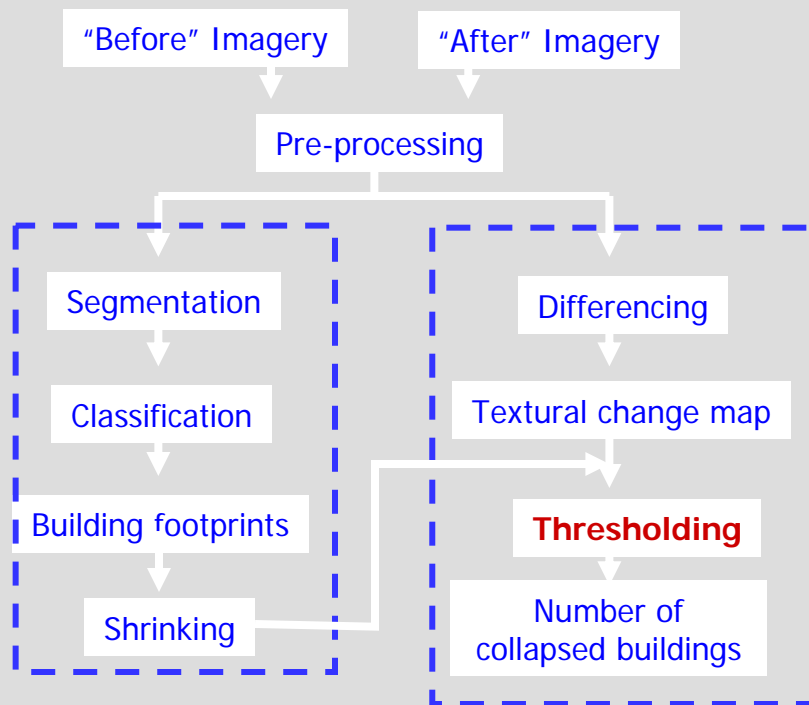 “Before” Imagery
“After” Imagery
Pre-processing
Segmentation
Classification
Building footprints
Shrinking
Differencing
Textural change map
Thresholding
Number of
collapsed buildings